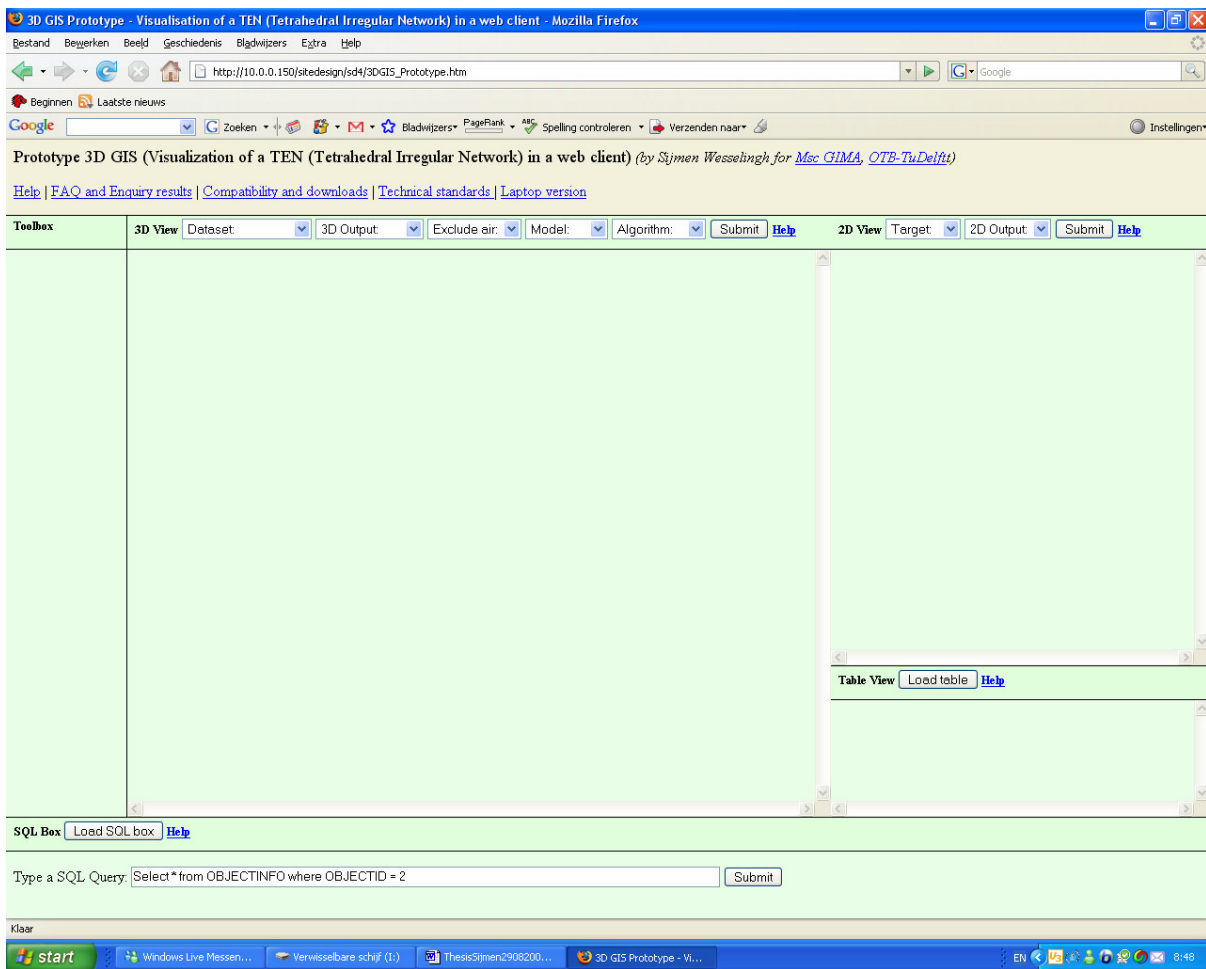 3D GIS Prototype - Visualisation of a TEN (Tetrahedral Irregular Network) in a web client - Mozilla Firefox
Bestand Bewerken Beeld Geschiedenis Bladwijzers Extra Help
http://10.0.0.150/sitedesign/sd4/3DGIS_Prototype.htm G Google
Beginnen Laatste nieuws
Google G Zoeken Bladwijzers PageRank ABC Spelling controleren Verzenden naar Instellingen
Prototype 3D GIS (Visualization of a TEN (Tetrahedral Irregular Network) in a web client) (by Sijmen Wesselingh for Msc GIMA, OTB-TuDelftt)
Help | FAQ and Enquiry results | Compatibility and downloads | Technical standards | Laptop version
Toolbox 3D View Dataset: 3D Output: Exclude air: Model: Algorithm: Submit Help 2D View Target: 2D Output: Submit Help
Table View Load table Help
SQL Box Load SQL box Help
Type a SQL Query: Select * from OBJECTINFO where OBJECTID = 2 Submit
Klaar
start Windows Live Messen... Verwisselbare schijf (I:) ThesisSijmen2908200... 3D GIS Prototype - Vi... EN 8:48